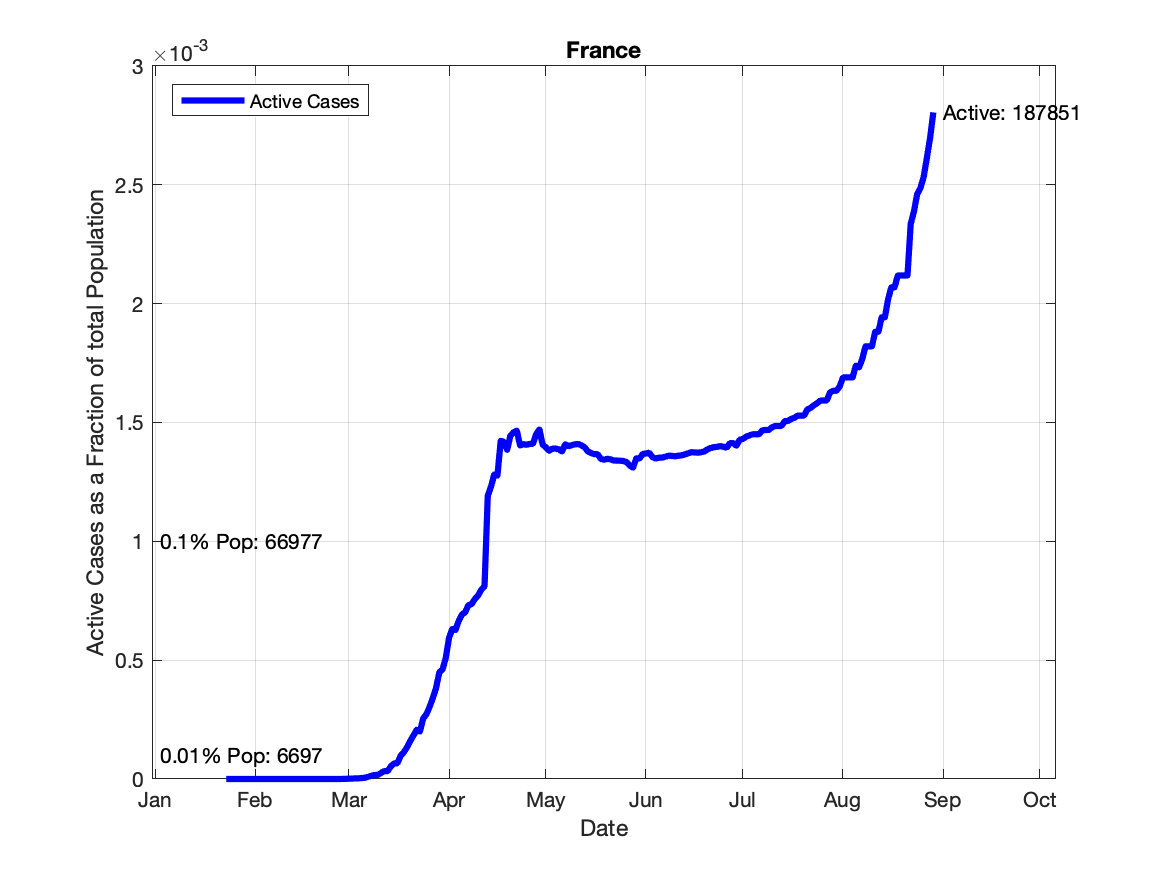 France
×10-3
3
2.5
2
1.5
1
0.5
0
Active Cases as a Fraction of total Population
Active Cases
Active: 187851
0.1% Pop: 66977
0.01% Pop: 6697
Jan Feb Mar Apr May Jun Jul Aug Sep Oct
Date